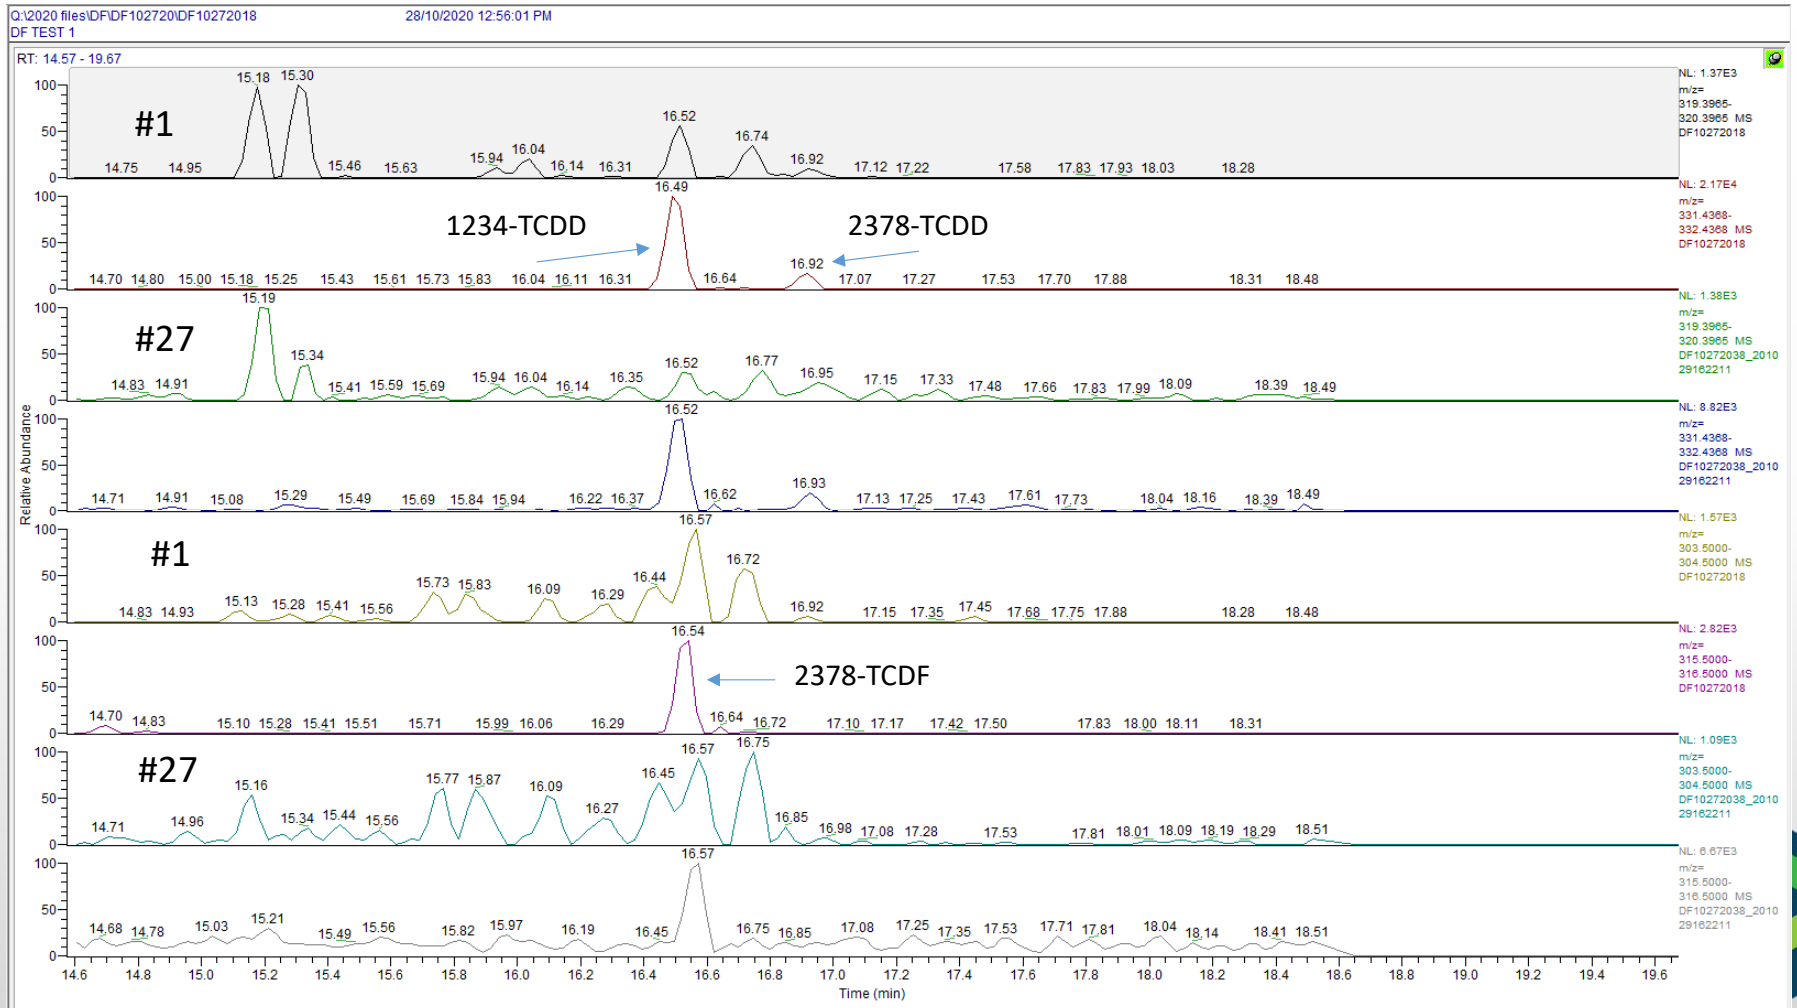 Q:\2020 files\DF\DF102720\DF10272018 28/10/2020 12:56:01 PM
DF TEST 1
RT: 14.57 - 19.67
Relative Abundance
100
50
0
#1
15.18 15.30
14.75 14.95 15.46 15.63 15.94 16.04 16.14 16.31 16.52 16.74 16.92 17.12 17.22 17.58 17.83 17.93 18.03 18.28
NL: 1.37E3
m/z=
319.3965-
320.3965 MS
DF10272018
100
50
0
16.49
1234-TCDD
2378-TCDD
16.92
14.70 14.80 15.00 15.18 15.25 15.43 15.61 15.73 15.83 16.04 16.11 16.31 16.64 17.07 17.27 17.53 17.70 17.88 18.31 18.48
NL: 2.17E4
m/z=
331.4368-
332.4368 MS
DF10272018
100
50
0
#27
15.19
15.34
14.83 14.91 15.41 15.59 15.69 15.94 16.04 16.14 16.35 16.52 16.77 16.95 17.15 17.33 17.48 17.66 17.83 17.99 18.09 18.39 18.49
NL: 1.38E3
m/z=
319.3965-
320.3965 MS
DF10272038_2010
29162211
100
50
0
16.52
14.71 14.91 15.08 15.29 15.49 15.69 15.84 15.94 16.22 16.37 16.62 16.93 17.13 17.25 17.43 17.61 17.73 18.04 18.16 18.39 18.49
NL: 8.82E3
m/z=
331.4368-
332.4368 MS
DF10272038_2010
29162211
100
50
0
#1
16.57
14.83 14.93 15.13 15.28 15.41 15.56 15.73 15.83 16.09 16.29 16.44 16.72 16.92 17.15 17.35 17.45 17.68 17.75 17.88 18.28 18.48
NL: 1.57E3
m/z=
303.5000-
304.5000 MS
DF10272018
100
50
0
16.54
2378-TCDF
14.70 14.83 15.10 15.28 15.41 15.51 15.71 15.99 16.06 16.29 16.64 16.72 17.10 17.17 17.42 17.50 17.83 18.00 18.11 18.31
NL: 2.82E3
m/z=
315.5000-
316.5000 MS
DF10272018
100
50
0
#27
16.57 16.75
14.71 14.96 15.16 15.34 15.44 15.56 15.77 15.87 16.09 16.27 16.45 16.85 16.98 17.08 17.28 17.53 17.81 18.01 18.09 18.19 18.29 18.51
NL: 1.09E3
m/z=
303.5000-
304.5000 MS
DF10272038_2010
29162211
100
50
0
16.57
14.68 14.78 15.03 15.21 15.49 15.56 15.82 15.97 16.19 16.45 16.75 16.85 17.08 17.25 17.35 17.53 17.71 17.81 18.04 18.14 18.41 18.51
NL: 6.67E3
m/z=
315.5000-
316.5000 MS
DF10272038_2010
29162211
14.6 14.8 15.0 15.2 15.4 15.6 15.8 16.0 16.2 16.4 16.6 16.8 17.0 17.2 17.4 17.6 17.8 18.0 18.2 18.4 18.6 18.8 19.0 19.2 19.4 19.6
Time (min)